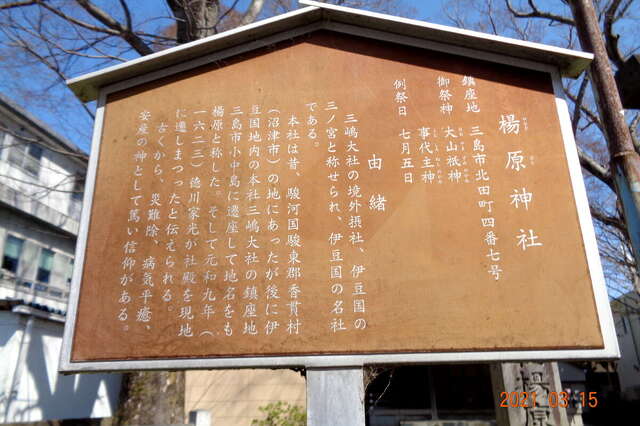 楊原神社
やなぎ はら
鎮座地 三島市北田町四番七号
御祭神 大山祇神
事代主神
例祭日 七月五日
由緒
三嶋大社の境外摂社、伊豆国の
三ノ宮と称せられ、伊豆国の名社
である。
本社は昔、駿河国駿東郡香貫村
（沼津市）の地にあったが後に伊
豆国地内の本社三嶋大社の鎮座地
三島市小中島に遷座して地名をも
楊原と称した。そして元和九年（
一六二三）徳川家光が社殿を現地
に遷しまつったと伝えられる。
古くから、災難除、病気平癒、
安産の神として篤い信仰がある。
楊原
2021 03 15